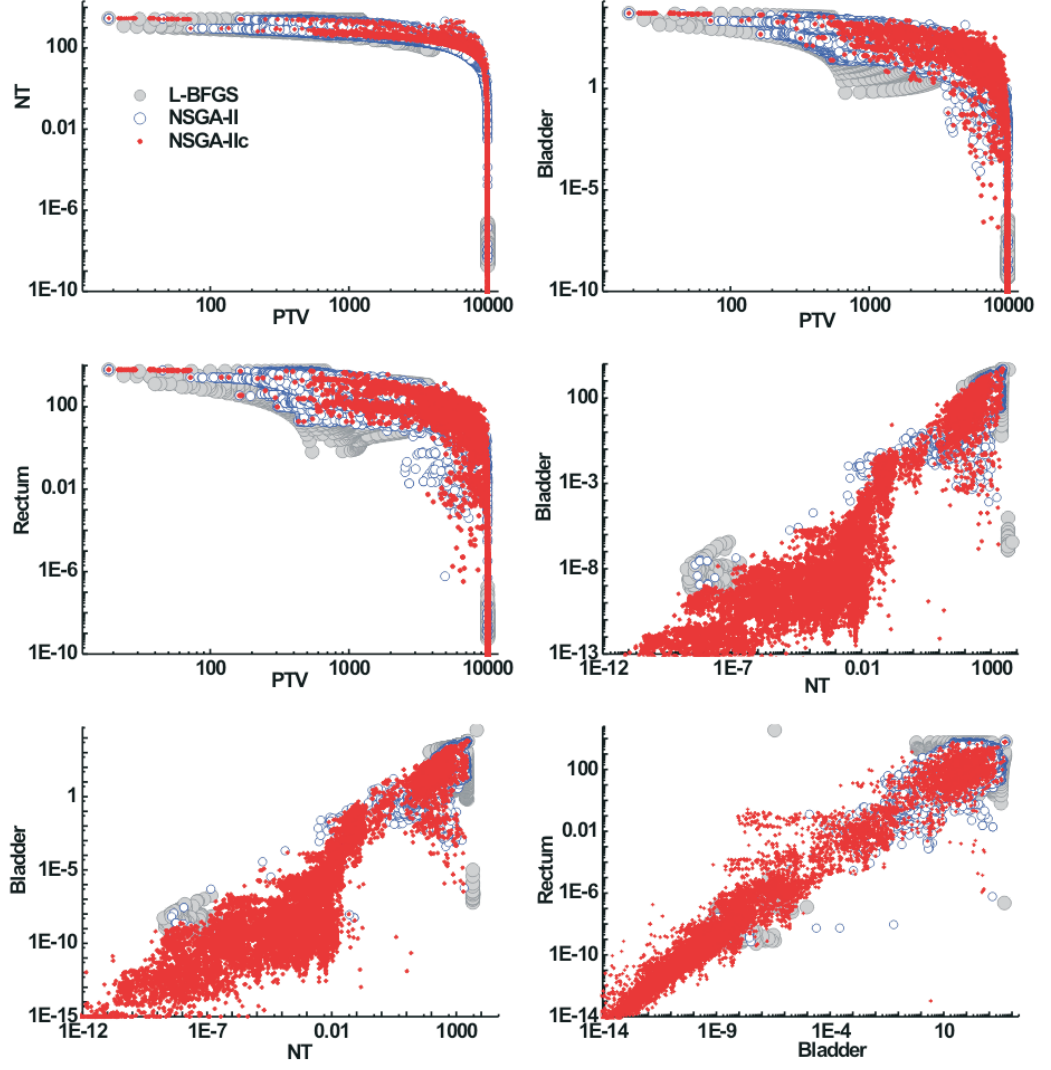 NT
100
0.01
1E-6
1E-10
L-BFGS
NSGA-II
NSGA-IIc
100
1000
10000
PTV
Bladder
1
1E-5
1E-10
100
1000
10000
PTV
Rectum
100
0.01
1E-6
1E-10
100
1000
10000
PTV
Bladder
100
1E-3
1E-8
1E-13
1E-12
1E-7
0.01
1000
NT
Bladder
1
1E-5
1E-10
1E-15
1E-12
1E-7
0.01
1000
NT
Rectum
100
0.01
1E-6
1E-10
1E-14
1E-14
1E-9
1E-4
10
Bladder